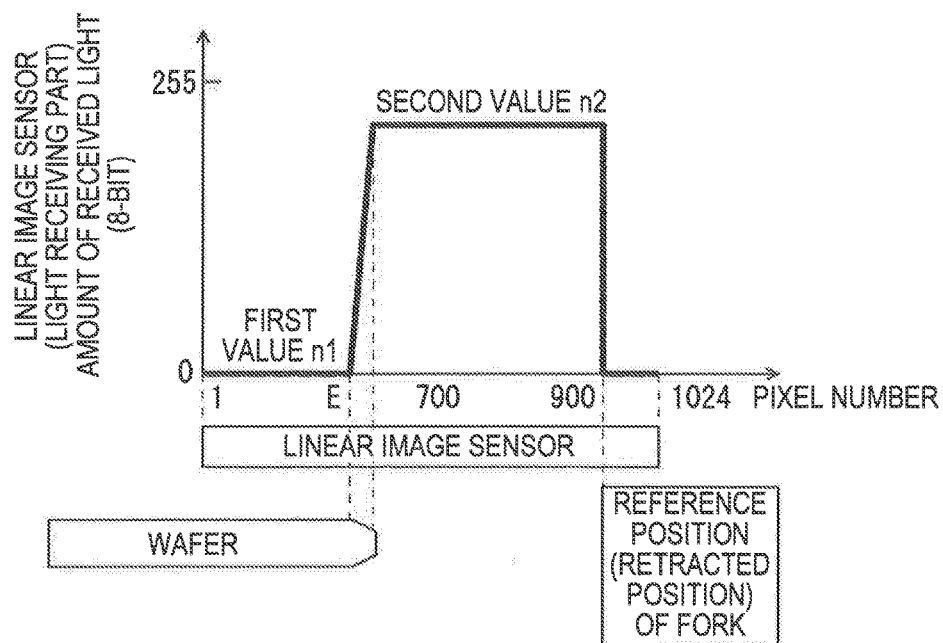 LINEAR IMAGE SENSOR
(LIGHT RECEIVING PART)
AMOUNT OF RECEIVED LIGHT
(8-BIT)
255
SECOND VALUE n2
FIRST
VALUE n1
0
1 E 700 900 1024 PIXEL NUMBER
LINEAR IMAGE SENSOR
WAFER
REFERENCE
POSITION
(RETRACTED
POSITION)
OF FORK